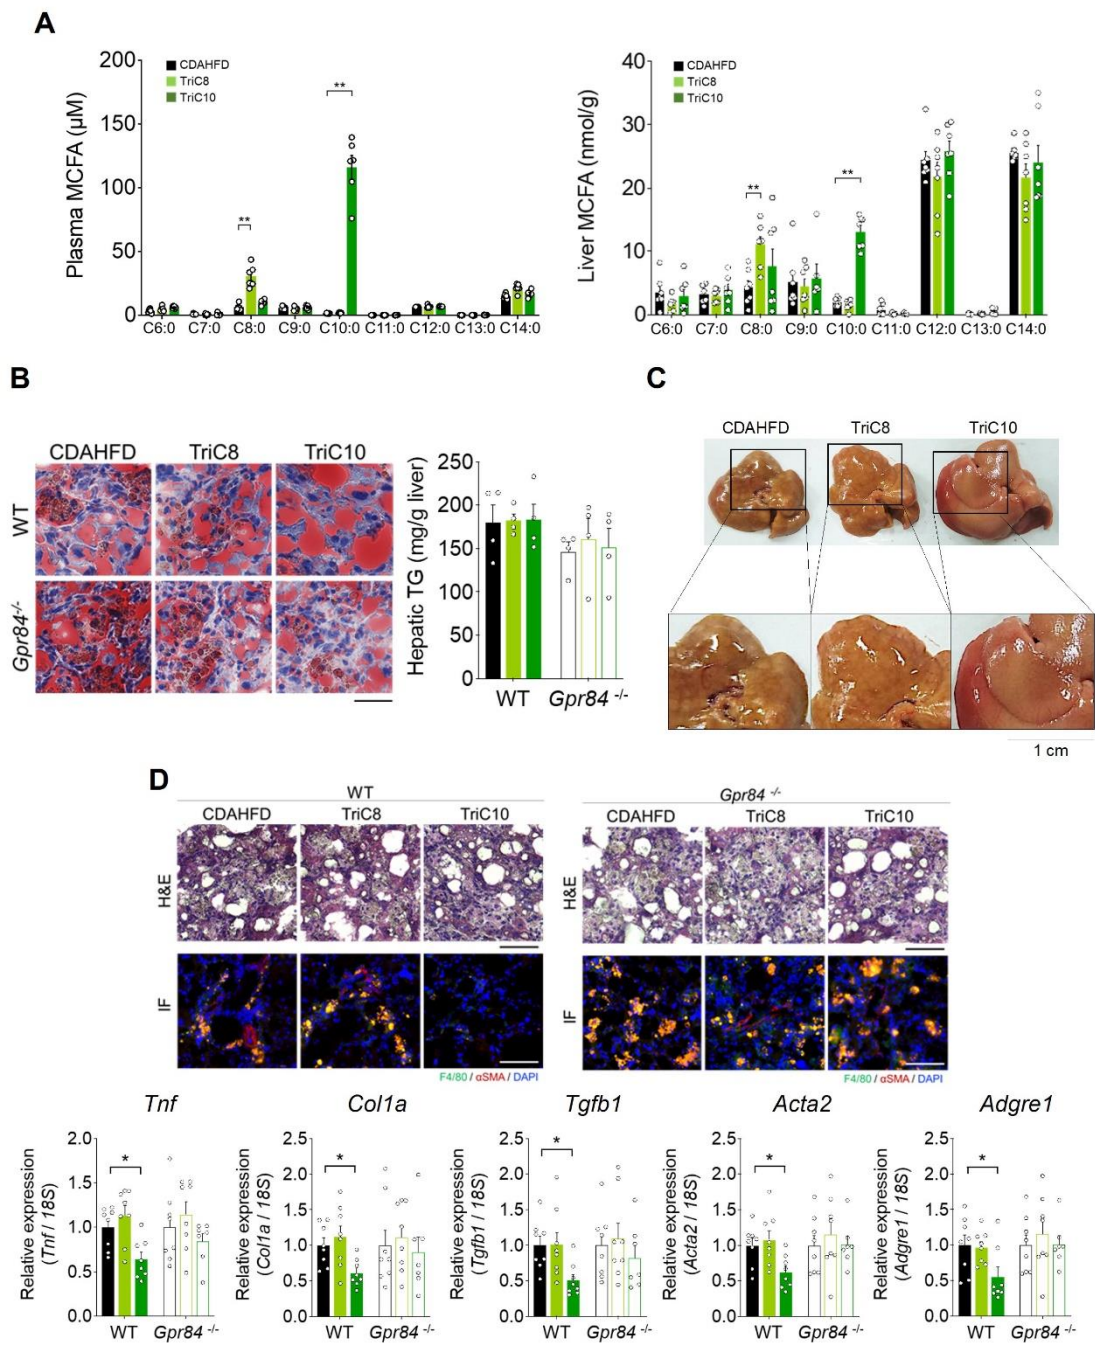 A
200
150
100
50
0
Plasma MCFA (μM)
CDAHFD
TriC8
TriC10
**
**
C6:0 C7:0 C8:0 C9:0 C10:0 C11:0 C12:0 C13:0 C14:0
40
30
20
10
0
Liver MCFA (nmol/g)
CDAHFD
TriC8
TriC10
**
**
C6:0 C7:0 C8:0 C9:0 C10:0 C11:0 C12:0 C13:0 C14:0
B
CDAHFD TriC8 TriC10
WT
Gpr84-/-
250
200
150
100
50
0
Hepatic TG (mg/g liver)
WT Gpr84 -/-
C
CDAHFD TriC8 TriC10
1 cm
D
WT
CDAHFD TriC8 TriC10
H&E
IF
F4/80 / αSMA / DAPI
Gpr84 -/-
CDAHFD TriC8 TriC10
H&E
IF
F4/80 / αSMA / DAPI
Tnf
Relative expression
(Tnf / 18S)
2.0
1.5
1.0
0.5
0.0
*
WT Gpr84 -/-
Col1a
Relative expression
(Col1a / 18S)
2.5
2.0
1.5
1.0
0.5
0.0
*
WT Gpr84 -/-
Tgfb1
Relative expression
(Tgfb1 / 18S)
2.5
2.0
1.5
1.0
0.5
0.0
*
WT Gpr84 -/-
Acta2
Relative expression
(Acta2 / 18S)
2.5
2.0
1.5
1.0
0.5
0.0
*
WT Gpr84 -/-
Adgre1
Relative expression
(Adgre1 / 18S)
2.5
2.0
1.5
1.0
0.5
0.0
*
WT Gpr84 -/-